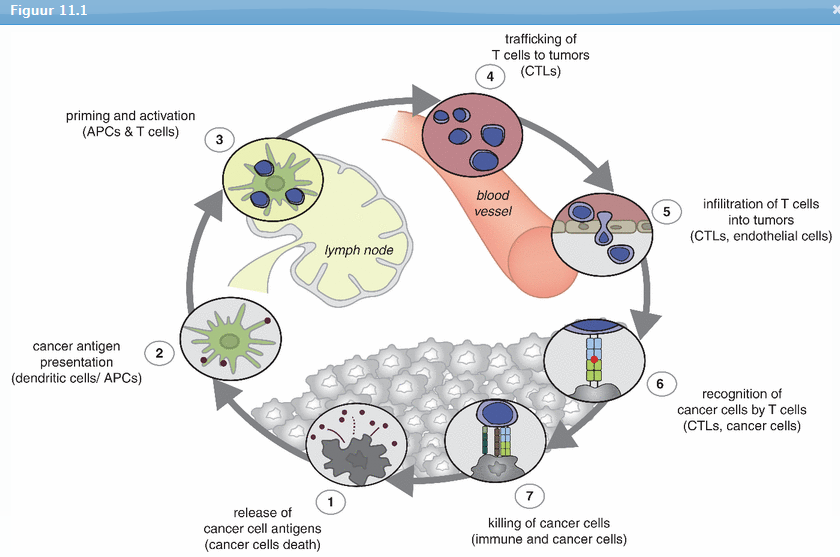 Figuur 11.1
trafficking of
T cells to tumors
(CTLs)
4
priming and activation
(APCs & T cells)
3
blood
vessel
5
infiltration of T cells
into tumors
(CTLs, endothelial cells)
lymph node
cancer antigen
presentation
(dendritic cells/ APCs)
2
6
recognition of
cancer cells by T cells
(CTLs, cancer cells)
1
release of
cancer cell antigens
(cancer cells death)
7
killing of cancer cells
(immune and cancer cells)